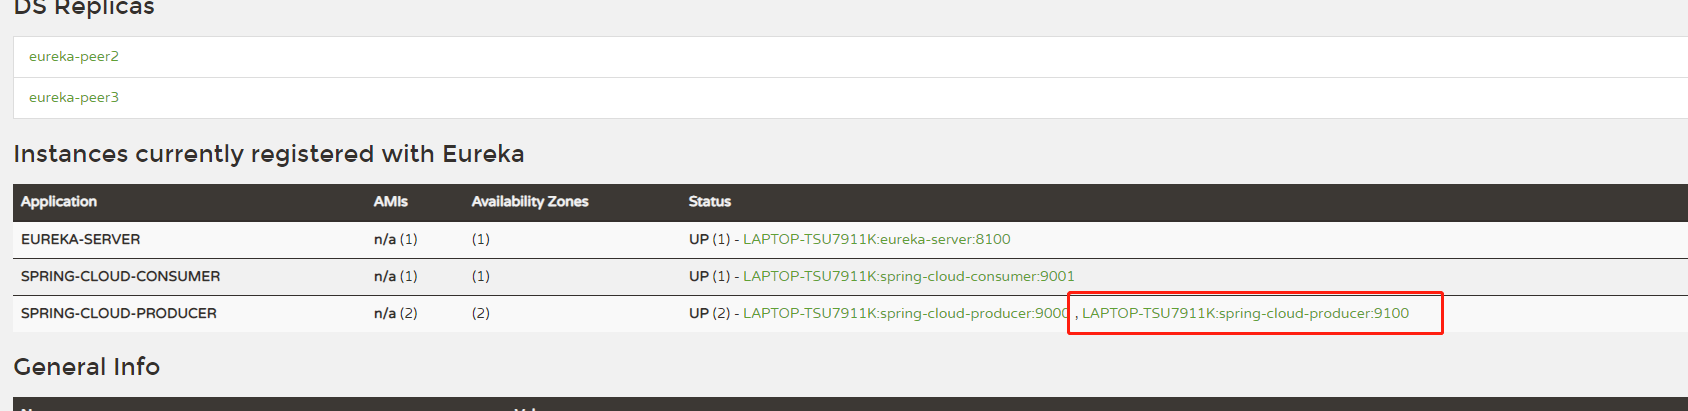 DS Replicas
eureka-peer2
eureka-peer3
Instances currently registered with Eureka
Application AMIs Availability Zones Status
EUREKA-SERVER n/a (1) (1) UP (1) - LAPTOP-TSU7911K:eureka-server:8100
SPRING-CLOUD-CONSUMER n/a (1) (1) UP (1) - LAPTOP-TSU7911K:spring-cloud-consumer:9001
SPRING-CLOUD-PRODUCER n/a (2) (2) UP (2) - LAPTOP-TSU7911K:spring-cloud-producer:9000 , LAPTOP-TSU7911K:spring-cloud-producer:9100
General Info